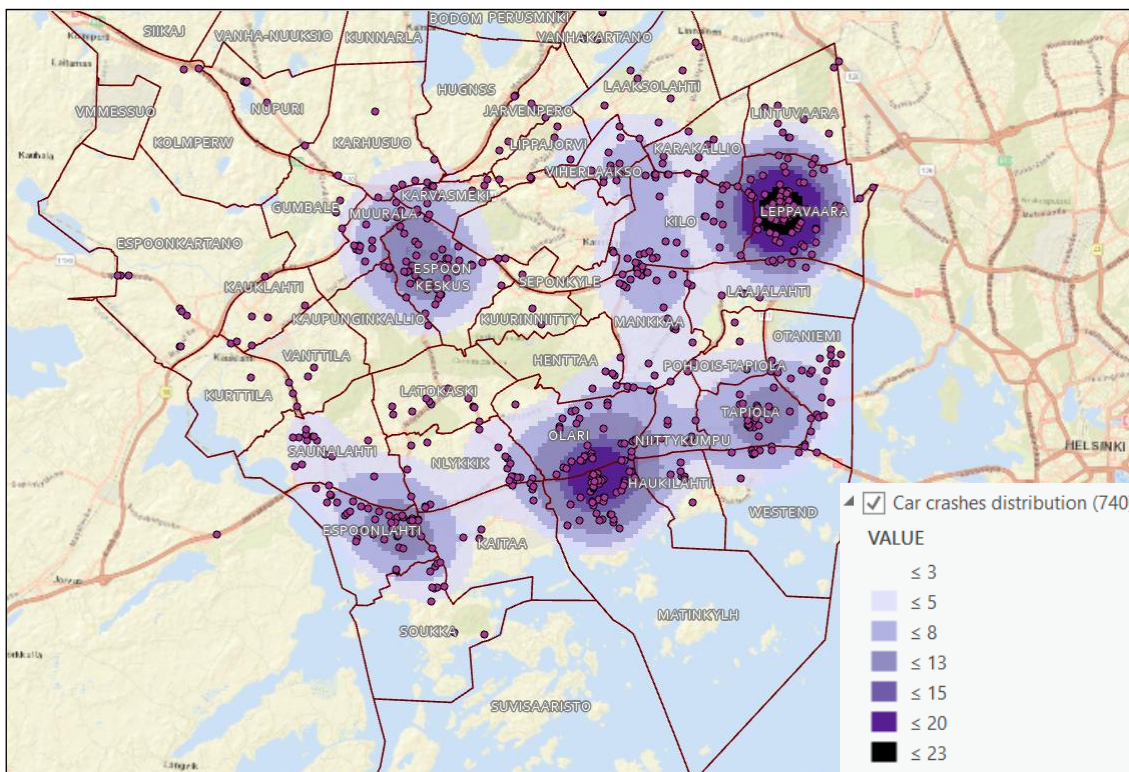 BODOM
PERUSMNKI
SIIKAJ
VANHA-NUUKSIO
KUNNARLA
VANHAKARTANO
HUGNSS
LAAKSOLAHTI
NUPURI
VMMESSUO
JARVENPERO
LINTUVAARA
KOLMPERW
KARHUSUO
LIPPAJORVI
KARAKALLIO
Kauhala
VIHERLAAKSO
KARVASMEKI
GUMBALE
MUURALA
LEPPAVAARA
KILO
ESPOONKARTANO
ESPOON
KESKUS
SEPONKYLE
KAUKLAHTI
LAAJALAHTI
KAUPUNGINKALLIO
KUURINNIITTY
MANKKAA
OTANIEMI
VANTTILA
HENTTAA
POHJOIS-TAPIOLA
KURTTILA
LATOKASKI
TAPIOLA
OLARI
NIITTYKUMPU
HELSINKI
SAUNALAHTI
NLYKKIK
HAUKILAHTI
WESTEND
ESPOONLAHTI
KAITAA
MATINKYLH
SOUKKA
SUVISAARISTO
Car crashes distribution (740)
VALUE
≤ 3
≤ 5
≤ 8
≤ 13
≤ 15
≤ 20
≤ 23